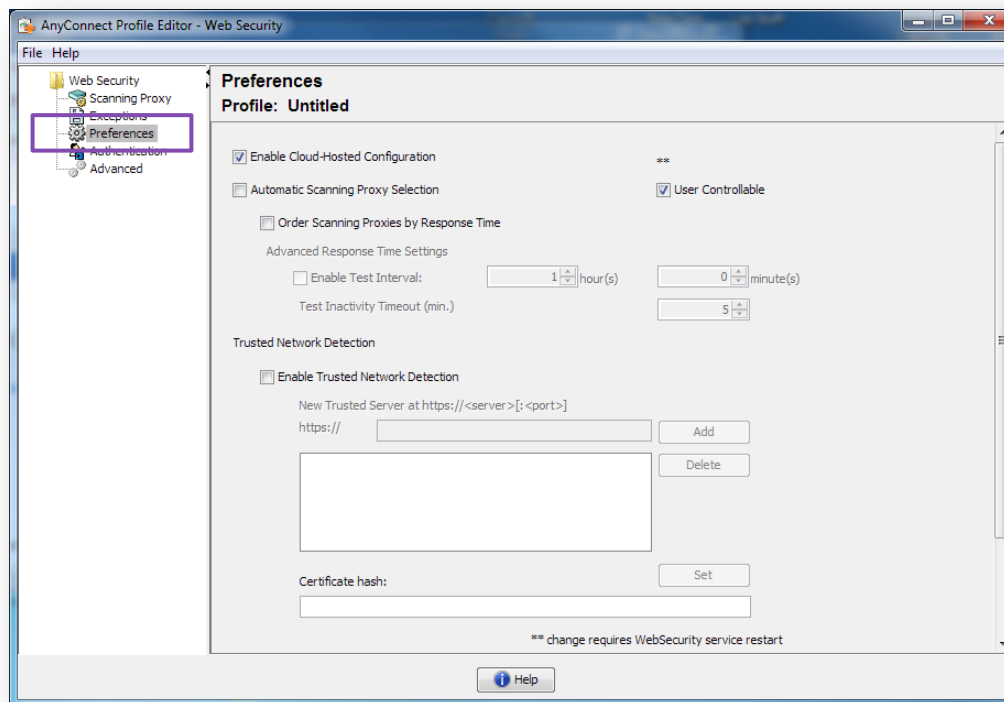 AnyConnect Profile Editor - Web Security
File Help
Web Security
Scanning Proxy
Exceptions
Preferences
Authentication
Advanced
Preferences
Profile: Untitled
Enable Cloud-Hosted Configuration **
Automatic Scanning Proxy Selection User Controllable
Order Scanning Proxies by Response Time
Advanced Response Time Settings
Enable Test Interval: 1 hour(s) 0 minute(s)
Test Inactivity Timeout (min.) 5
Trusted Network Detection
Enable Trusted Network Detection
New Trusted Server at https://<server>[:<port>]
https:// Add
Delete
Certificate hash: Set
** change requires WebSecurity service restart
Help